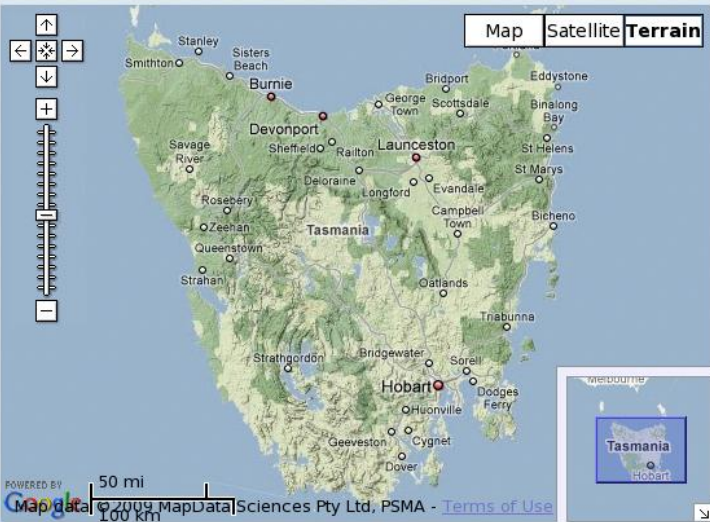 Map Satellite Terrain
Stanley
Smithton
Sisters
Beach
Burnie
Devonport
Bridport
Eddystone
George
Town
Scottsdale
Binalong
Bay
Savage
River
Sheffield
Railton
Launceston
St Helens
Deloraine
Longford
Evandale
St Marys
Rosebery
Zeehan
Tasmania
Campbell
Town
Bicheno
Queenstown
Strahan
Oatlands
Triabunna
Strathgordon
Bridgewater
Sorell
Hobart
Dodges
Ferry
Huonville
Geeveston
Cygnet
Dover
Melbourne
Tasmania
Hobart
50 mi
100 km
POWERED BY
Google
Map data ©2009 MapData Sciences Pty Ltd, PSMA - Terms of Use